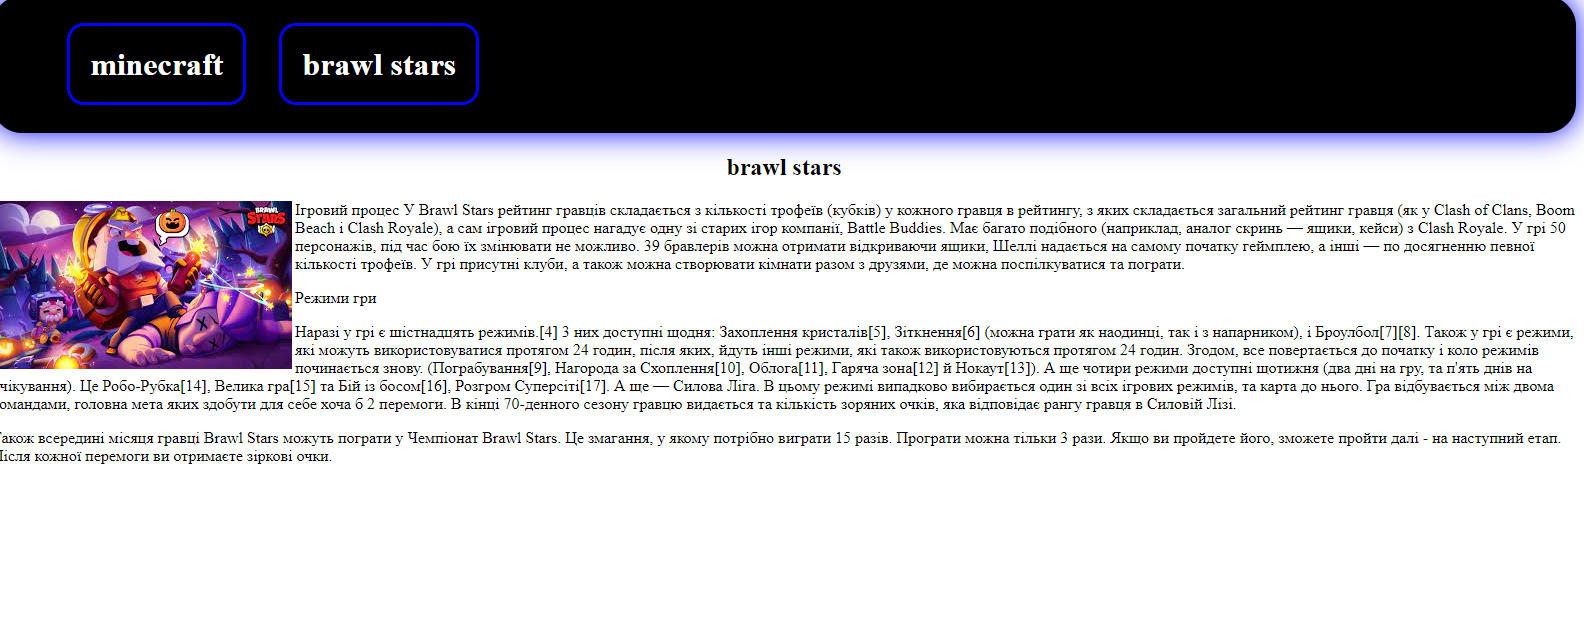 minecraft
brawl stars
brawl stars
BRAWL STARS
Ігровий процес У Brawl Stars рейтинг гравців складається з кількості трофеїв (кубків) у кожного гравця в рейтингу, з яких складається загальний рейтинг гравця (як у Clash of Clans, Boom
Beach і Clash Royale), а сам ігровий процес нагадує одну зі старих ігор компанії, Battle Buddies. Має багато подібного (наприклад, аналог скринь — ящики, кейси) з Clash Royale. У грі 50
персонажів, під час бою їх змінювати не можливо. 39 бравлерів можна отримати відкриваючи ящики, Шеллі надається на самому початку геймплею, а інші — по досягненню певної
кількості трофеїв. У грі присутні клуби, а також можна створювати кімнати разом з друзями, де можна поспілкуватися та пограти.
Режими гри
Наразі у грі є шістнадцять режимів.[4] З них доступні щодня: Захоплення кристалів[5], Зіткнення[6] (можна грати як наодинці, так і з напарником), і Броулбол[7][8]. Також у грі є режими,
які можуть використовуватися протягом 24 годин, після яких, йдуть інші режими, які також використовуються протягом 24 годин. Згодом, все повертається до початку і коло режимів
починається знову. (Пограбування[9], Нагорода за Схоплення[10], Облога[11], Гаряча зона[12] й Нокаут[13]). А ще чотири режими доступні щотижня (два дні на гру, та п'ять днів на
чікування). Це Робо-Рубка[14], Велика гра[15] та Бій із босом[16], Розгром Суперсіті[17]. А ще — Силова Ліга. В цьому режимі випадково вибирається один зі всіх ігрових режимів, та карта до нього. Гра відбувається між двома
омандами, головна мета яких здобути для себе хоча б 2 перемоги. В кінці 70-денного сезону гравцю видається та кількість зоряних очків, яка відповідає рангу гравця в Силовій Лізі.
акож всередині місяця гравці Brawl Stars можуть пограти у Чемпіонат Brawl Stars. Це змагання, у якому потрібно виграти 15 разів. Програти можна тільки 3 рази. Якщо ви пройдете його, зможете пройти далі - на наступний етап.
Після кожної перемоги ви отримаєте зіркові очки.